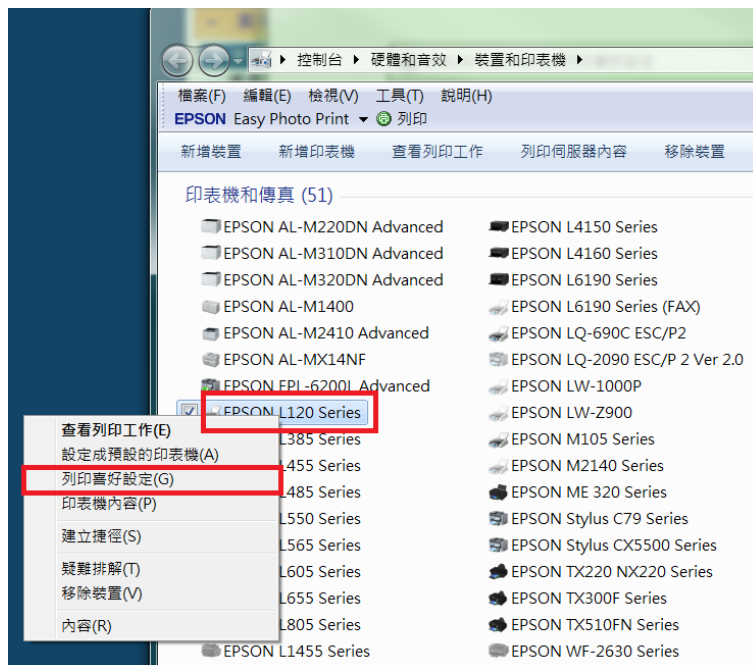 控制台 ▸ 硬體和音效 ▸ 裝置和印表機 ▸
檔案(F) 編輯(E) 檢視(V) 工具(T) 說明(H)
EPSON Easy Photo Print 列印
新增裝置 新增印表機 查看列印工作 列印伺服器內容 移除裝置
印表機和傳真 (51)
EPSON AL-M220DN Advanced
EPSON AL-M310DN Advanced
EPSON AL-M320DN Advanced
EPSON AL-M1400
EPSON AL-M2410 Advanced
EPSON AL-MX14NF
EPSON EPL-6200L Advanced
EPSON L120 Series
L385 Series
L455 Series
L485 Series
L550 Series
L565 Series
L605 Series
L655 Series
L805 Series
EPSON L1455 Series
EPSON L4150 Series
EPSON L4160 Series
EPSON L6190 Series
EPSON L6190 Series (FAX)
EPSON LQ-690C ESC/P2
EPSON LQ-2090 ESC/P 2 Ver 2.0
EPSON LW-1000P
EPSON LW-Z900
EPSON M105 Series
EPSON M2140 Series
EPSON ME 320 Series
EPSON Stylus C79 Series
EPSON Stylus CX5500 Series
EPSON TX220 NX220 Series
EPSON TX300F Series
EPSON TX510FN Series
EPSON WF-2630 Series
查看列印工作(E)
設定成預設的印表機(A)
列印喜好設定(G)
印表機內容(P)
建立捷徑(S)
疑難排解(T)
移除裝置(V)
內容(R)